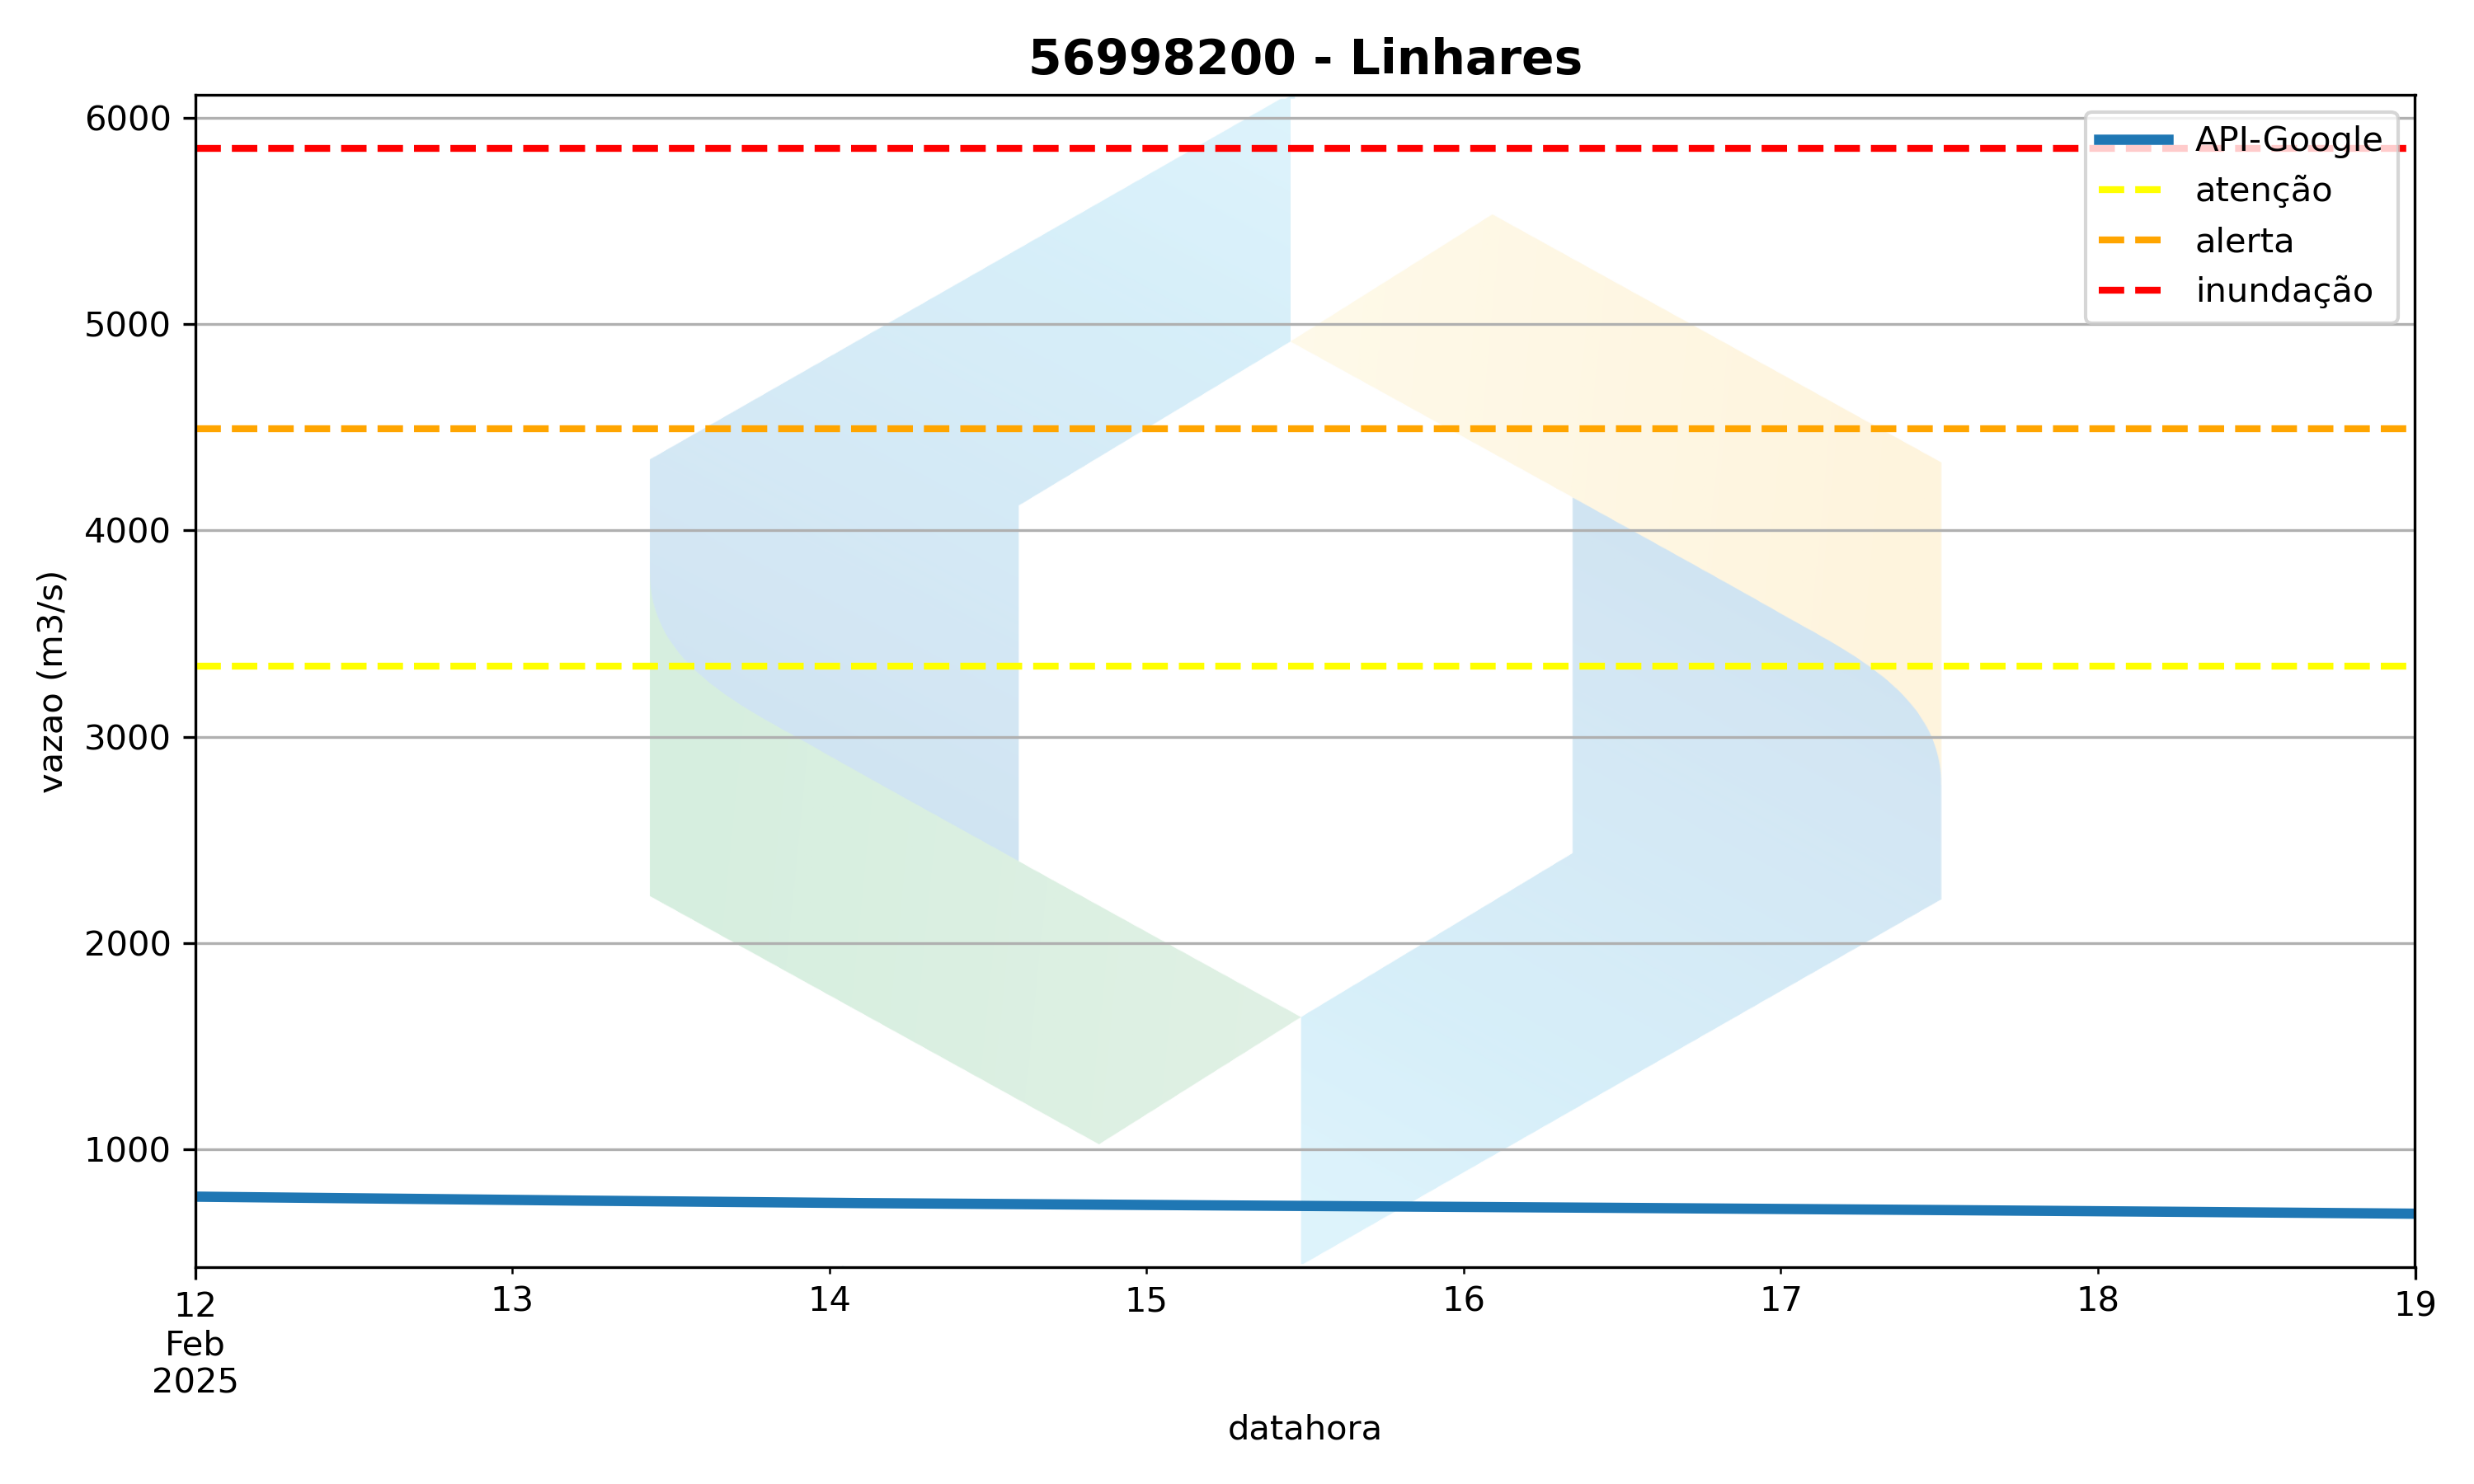 56998200 - Linhares
6000
5000
4000
3000
2000
1000
vazao (m3/s)
API-Google
atenção
alerta
inundação
12 13 14 15 16 17 18 19
Feb
2025
datahora